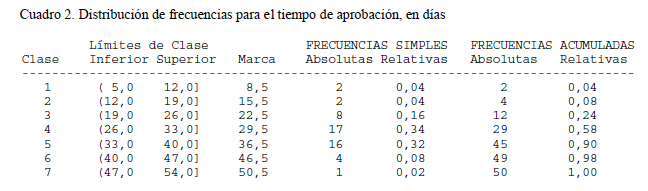 Cuadro 2. Distribución de frecuencias para el tiempo de aprobación, en días
Límites de Clase FRECUENCIAS SIMPLES FRECUENCIAS ACUMULADAS
Clase Inferior Superior Marca Absolutas Relativas Absolutas Relativas
1 ( 5,0 12,0] 8,5 2 0,04 2 0,04
2 (12,0 19,0] 15,5 2 0,04 4 0,08
3 (19,0 26,0] 22,5 8 0,16 12 0,24
4 (26,0 33,0] 29,5 17 0,34 29 0,58
5 (33,0 40,0] 36,5 16 0,32 45 0,90
6 (40,0 47,0] 46,5 4 0,08 49 0,98
7 (47,0 54,0] 50,5 1 0,02 50 1,00